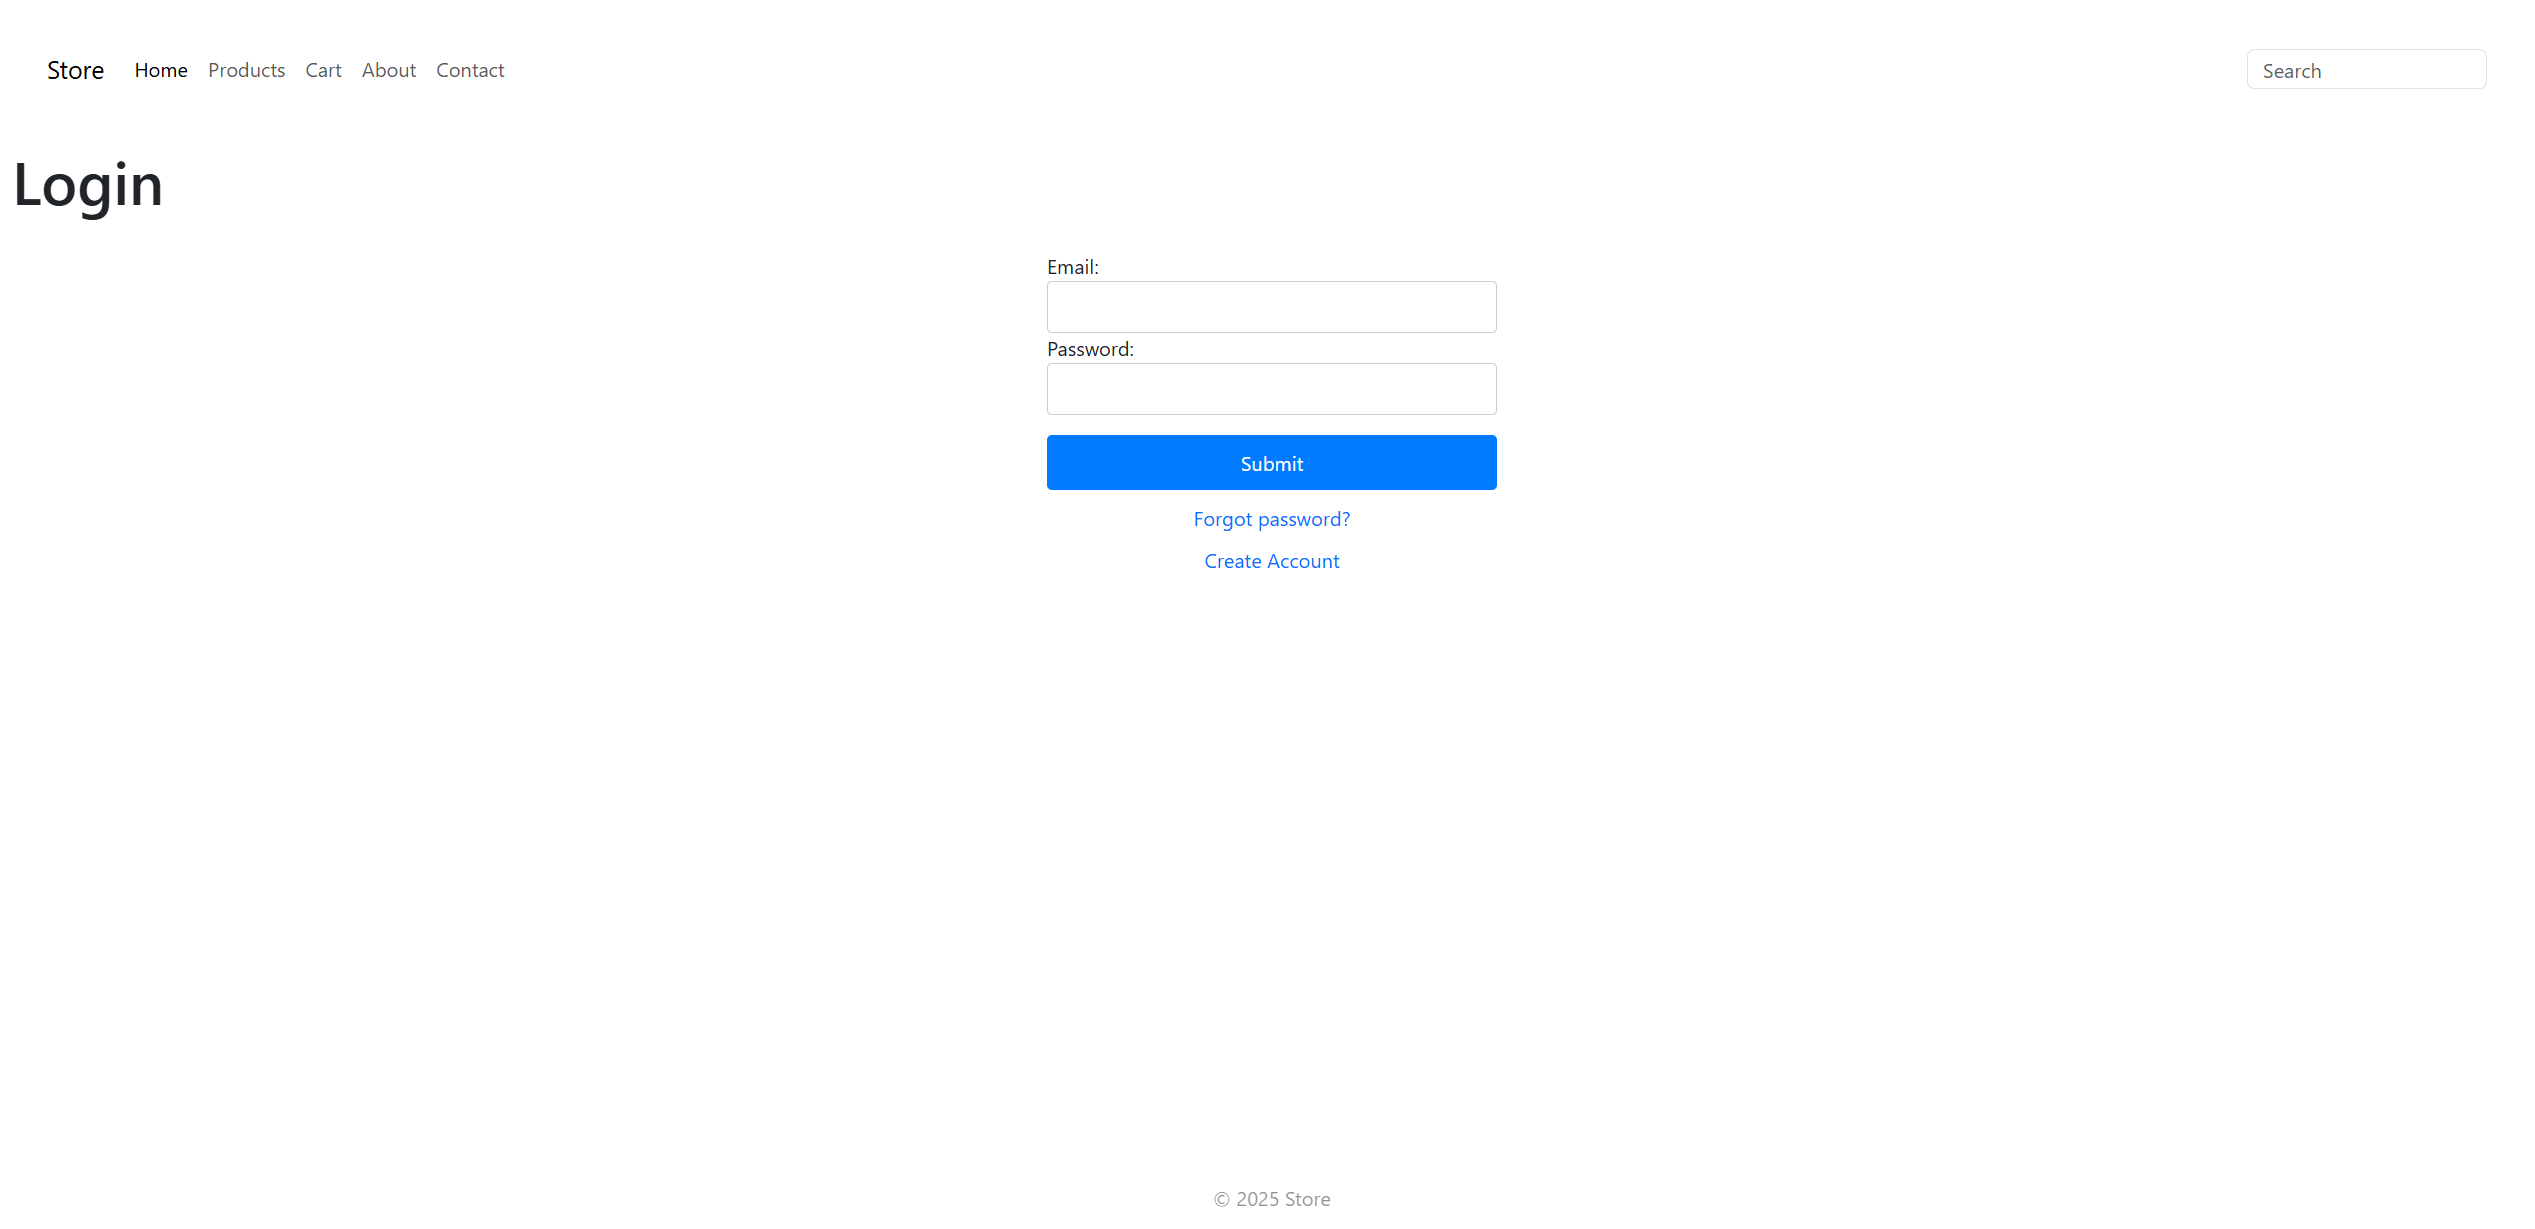 Store Home Products Cart About Contact Search
Login
Email:
Password:
Submit
Forgot password?
Create Account
© 2025 Store